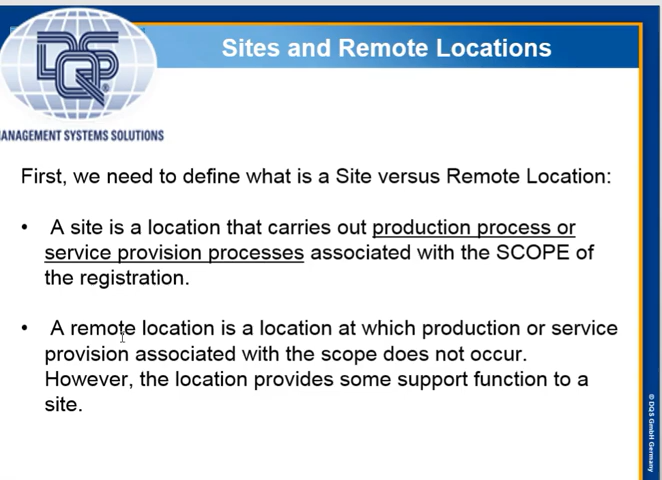 Sites and Remote Locations
DQS
®
MANAGEMENT SYSTEMS SOLUTIONS
First, we need to define what is a Site versus Remote Location:
• A site is a location that carries out production process or
service provision processes associated with the SCOPE of
the registration.
• A remote location is a location at which production or service
provision associated with the scope does not occur.
However, the location provides some support function to a
site.
© DQS GmbH Germany